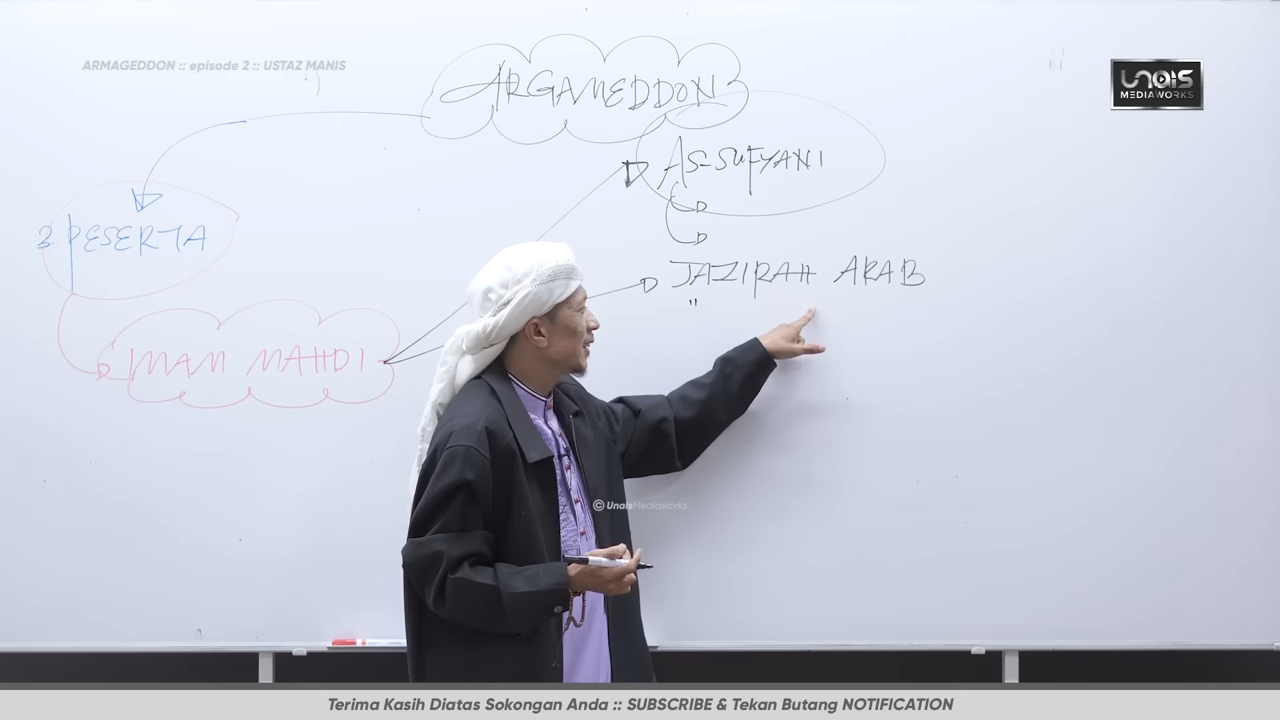 ARMAGEDDON :: episode 2 :: USTAZ MANIS
UNAIS
MEDIAWORKS
ARGAMEDDON
AS-SUFYANI
3 PESERTA
JAZIRAH ARAB
"
IMAM MAHDI
© UnaisMediaworks
Terima Kasih Diatas Sokongan Anda :: SUBSCRIBE & Tekan Butang NOTIFICATION